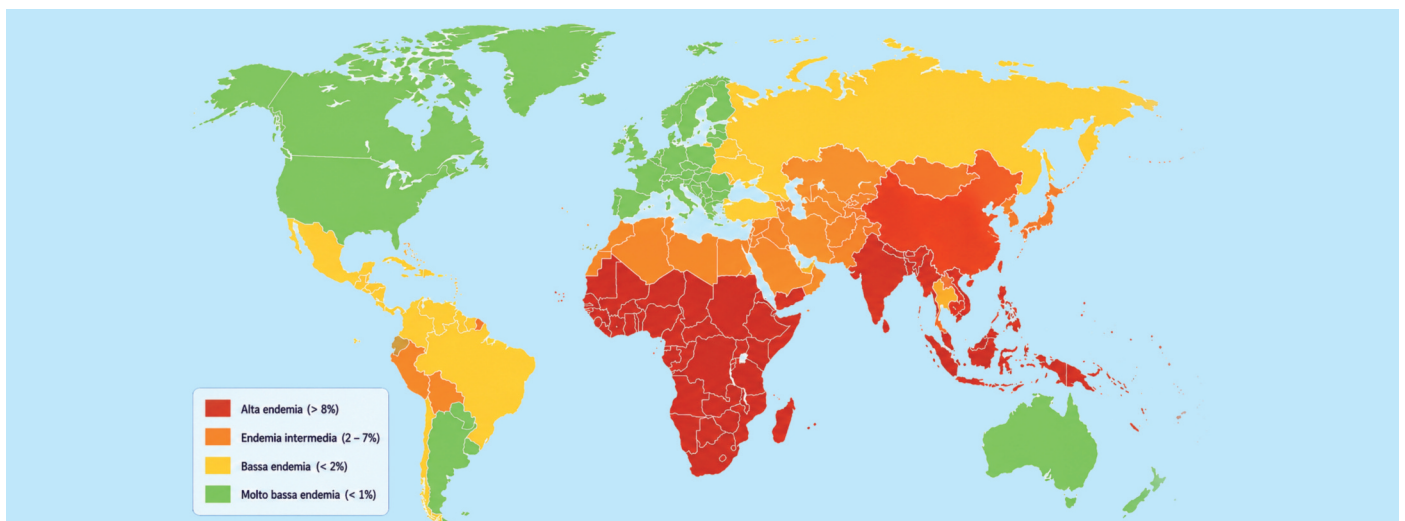 Alta endemia (> 8%)
Endemia intermedia (2 – 7%)
Bassa endemia (< 2%)
Molto bassa endemia (< 1%)